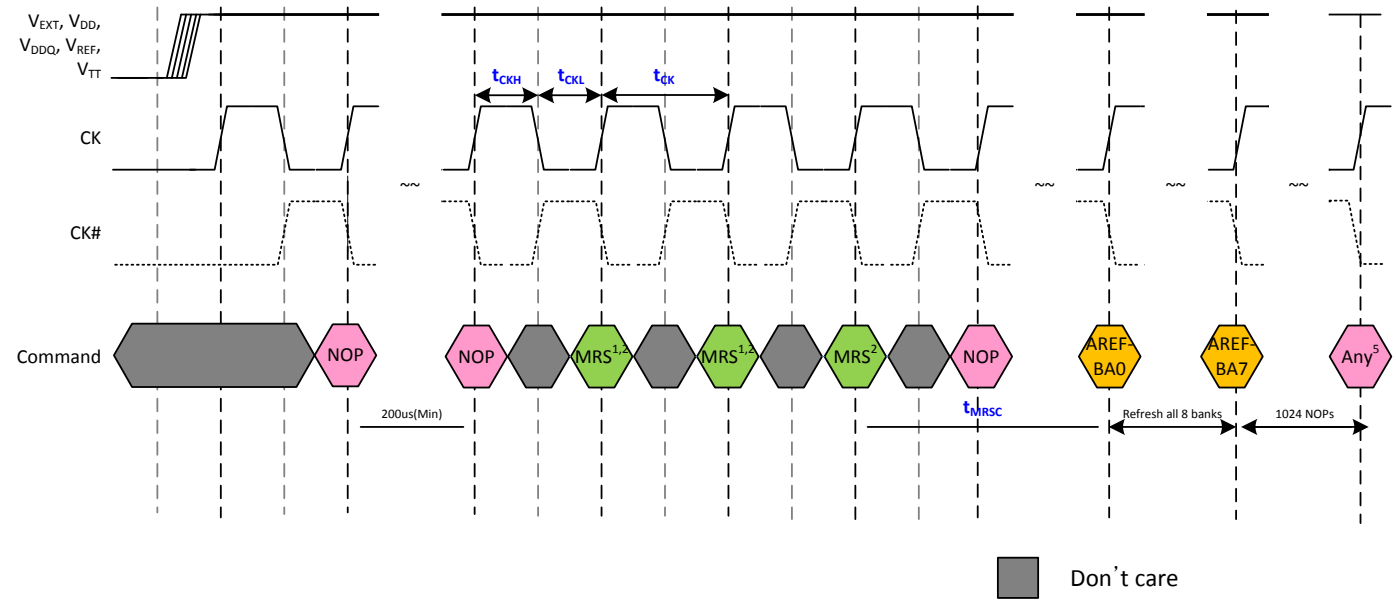 VEXT, VDD,
VDDQ, VREF,
VTT
tCKH tCKL tCK
CK
~~ ~~ ~~ ~~
CK#
Command NOP NOP MRS1,2 MRS1,2 MRS2 NOP AREF-BA0 AREF-BA7 Any5
200us(Min) tMRSC Refresh all 8 banks 1024 NOPs
Don't care